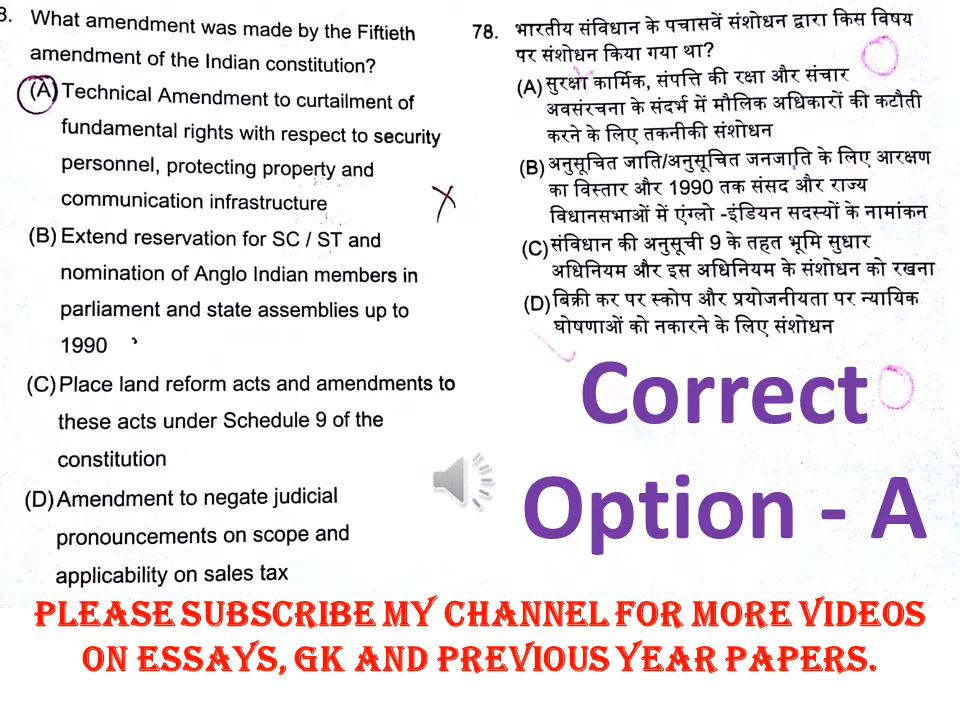 8. What amendment was made by the Fiftieth
amendment of the Indian constitution?
(A) Technical Amendment to curtailment of
fundamental rights with respect to security
personnel, protecting property and
communication infrastructure
(B) Extend reservation for SC / ST and
nomination of Anglo Indian members in
parliament and state assemblies up to
1990
(C) Place land reform acts and amendments to
these acts under Schedule 9 of the
constitution
(D) Amendment to negate judicial
pronouncements on scope and
applicability on sales tax
78. भारतीय संविधान के पचासवें संशोधन द्वारा किस विषय
पर संशोधन किया गया था?
(A) सुरक्षा कार्मिक, संपत्ति की रक्षा और संचार
अवसंरचना के संदर्भ में मौलिक अधिकारों की कटौती
करने के लिए तकनीकी संशोधन
(B) अनुसूचित जाति/अनुसूचित जनजाति के लिए आरक्षण
का विस्तार और 1990 तक संसद और राज्य
विधानसभाओं में एंग्लो -इंडियन सदस्यों के नामांकन
(C) संविधान की अनुसूची 9 के तहत भूमि सुधार
अधिनियम और इस अधिनियम के संशोधन को रखना
(D) बिक्री कर पर स्कोप और प्रयोजनीयता पर न्यायिक
घोषणाओं को नकारने के लिए संशोधन
Correct
Option - A
PLEASE SUBSCRIBE MY CHANNEL FOR MORE VIDEOS
ON ESSAYS, GK AND PREVIOUS YEAR PAPERS.